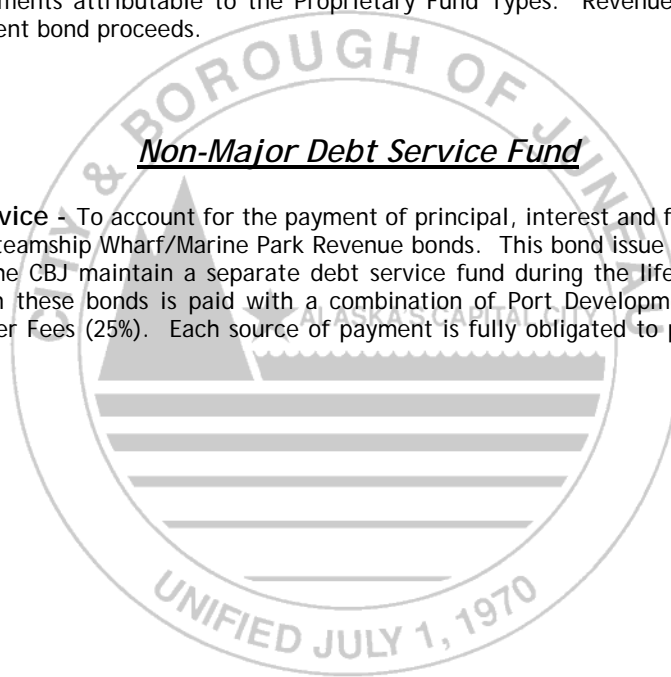 ments attributable to the Proprietary Fund Types. Revenue
ent bond proceeds.
Non-Major Debt Service Fund
vice - To account for the payment of principal, interest and f
teamship Wharf/Marine Park Revenue bonds. This bond issue
he CBJ maintain a separate debt service fund during the life
n these bonds is paid with a combination of Port Developm
er Fees (25%). Each source of payment is fully obligated to p
CITY & BOROUGH OF JUNEAU
ALASKA'S CAPITAL CITY
UNIFIED JULY 1, 1970